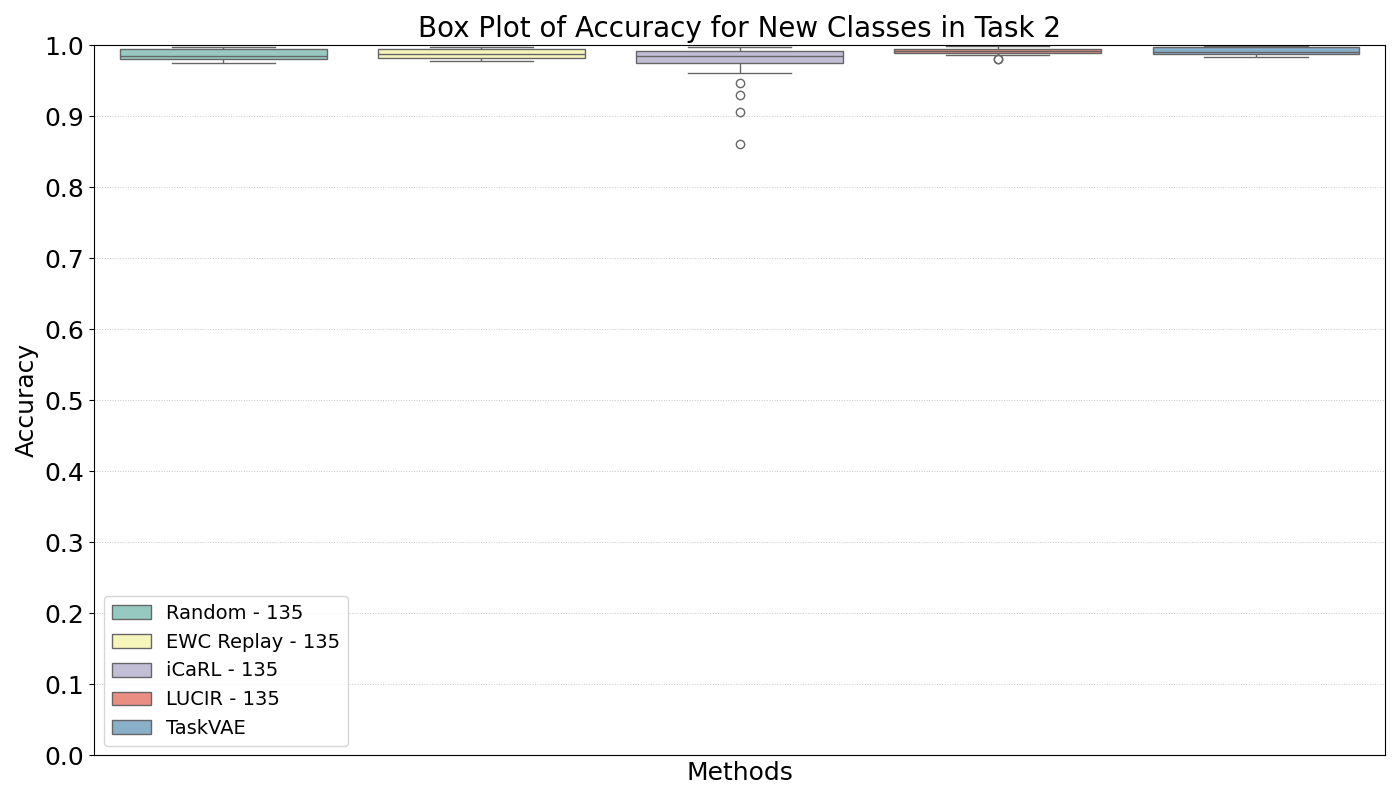 Box Plot of Accuracy for New Classes in Task 2
1.0
0.9
0.8
0.7
0.6
0.5
0.4
0.3
0.2
0.1
0.0
Accuracy
Random - 135
EWC Replay - 135
iCaRL - 135
LUCIR - 135
TaskVAE
Methods